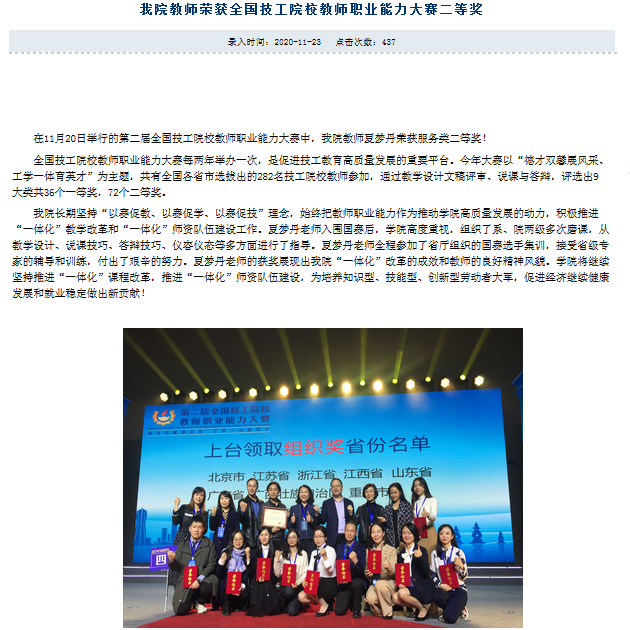 我院教师荣获全国技工院校教师职业能力大赛二等奖
录入时间：2020-11-23 点击次数：437
在11月20日举行的第二届全国技工院校教师职业能力大赛中，我院教师夏梦丹荣获服务类二等奖！
全国技工院校教师职业能力大赛每两年举办一次，是促进技工教育高质量发展的重要平台。今年大赛以“德才双馨展风采、
工学一体育英才”为主题，共有全国各省市选拔出的282名技工院校教师参加，通过教学设计文稿评审、说课与答辩，评选出9
大类共36个一等奖，72个二等奖。
我院长期坚持“以赛促教、以赛促学、以赛促技”理念，始终把教师职业能力作为推动学院高质量发展的动力，积极推进
“一体化”教学改革和“一体化”师资队伍建设工作。夏梦丹老师入围国赛后，学院高度重视，组织了系、院两级多次磨课，从
教学设计、说课技巧、答辩技巧、仪容仪态等多方面进行了指导。夏梦丹老师全程参加了省厅组织的国赛选手集训，接受省级专
家的辅导和训练，付出了艰辛的努力。夏梦丹老师的获奖展现出我院“一体化”改革的成效和教师的良好精神风貌。学院将继续
坚持推进“一体化”课程改革，推进“一体化”师资队伍建设，为培养知识型、技能型、创新型劳动者大军，促进经济继续健康
发展和就业稳定做出新贡献！
第二届全国技工院校
教师职业能力大赛
上台领取组织奖省份名单
北京市 江苏省 浙江省 江西省 山东省
广 省 广西壮族自治区 重庆市
四